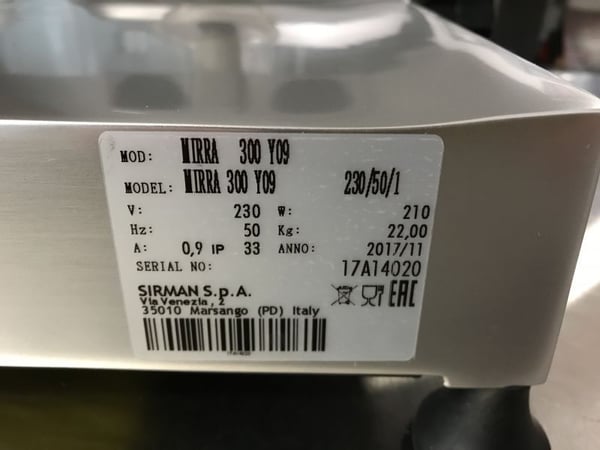 MOD: MIRRA 300 Y09
MODEL: MIRRA 300 Y09 230/50/1
V: 230 W: 210
Hz: 50 Kg: 22,00
A: 0,9 IP 33 ANNO: 2017/11
SERIAL NO: 17A14020
SIRMAN S.p.A.
Via Venezia, 2
35010 Marsango (PD) Italy
EAC
17A14020